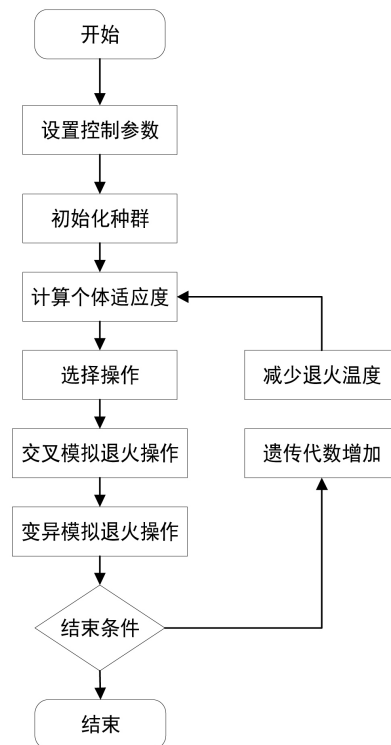 开始
设置控制参数
初始化种群
计算个体适应度
选择操作
减少退火温度
交叉模拟退火操作
遗传代数增加
变异模拟退火操作
结束条件
结束